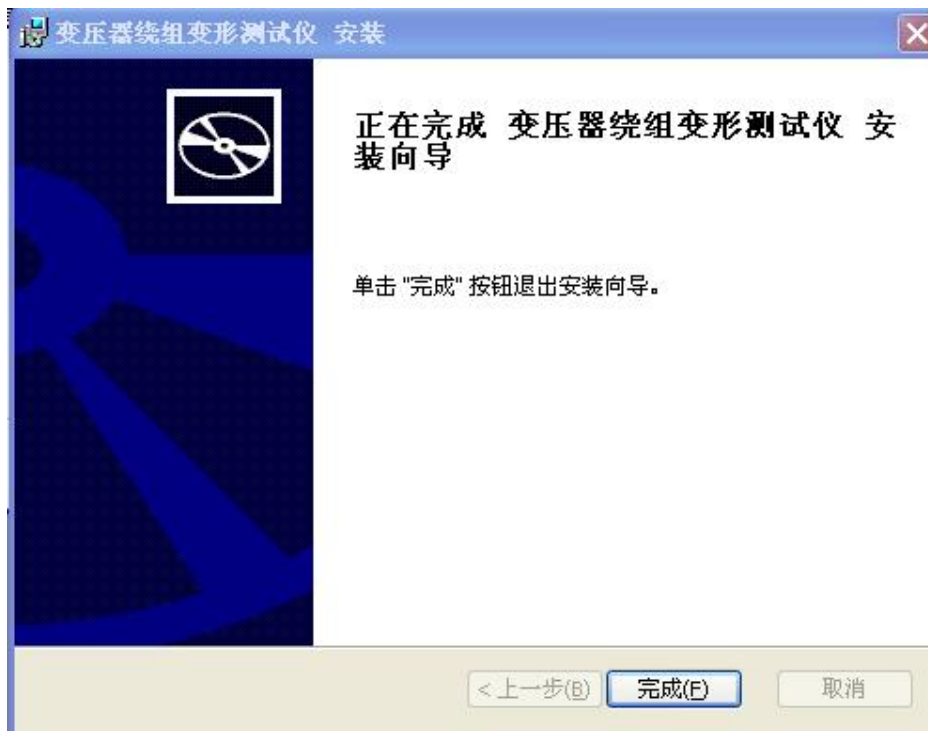 变压器绕组变形测试仪 安装
正在完成 变压器绕组变形测试仪 安
装向导
单击 "完成" 按钮退出安装向导。
< 上一步(B) 完成(F) 取消